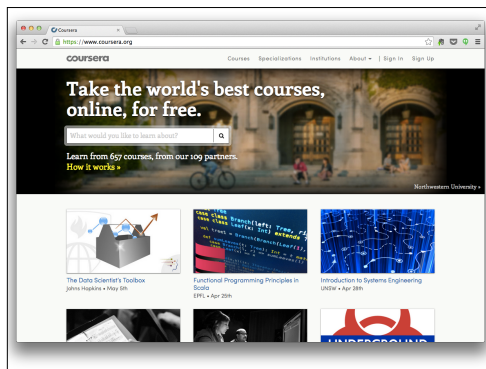 Coursera
https://www.coursera.org
coursera
Courses Specializations Institutions About | Sign In Sign Up
Take the world's best courses,
online, for free.
What would you like to learn about?
Learn from 657 courses, from our 109 partners.
How it works »
Northwestern University »
The Data Scientist's Toolbox
Johns Hopkins • May 5th
Functional Programming Principles in
Scala
EPFL • Apr 25th
Introduction to Systems Engineering
UNSW • Apr 28th
UNDERGROUND